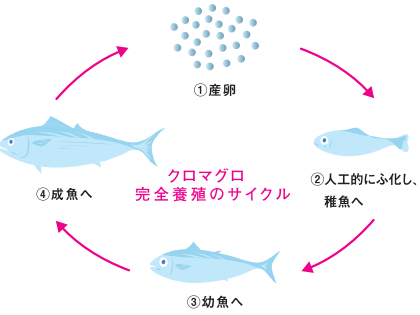 ①産卵
②人工的にふ化し、
稚魚へ
クロマグロ
完全養殖のサイクル
④成魚へ
③幼魚へ